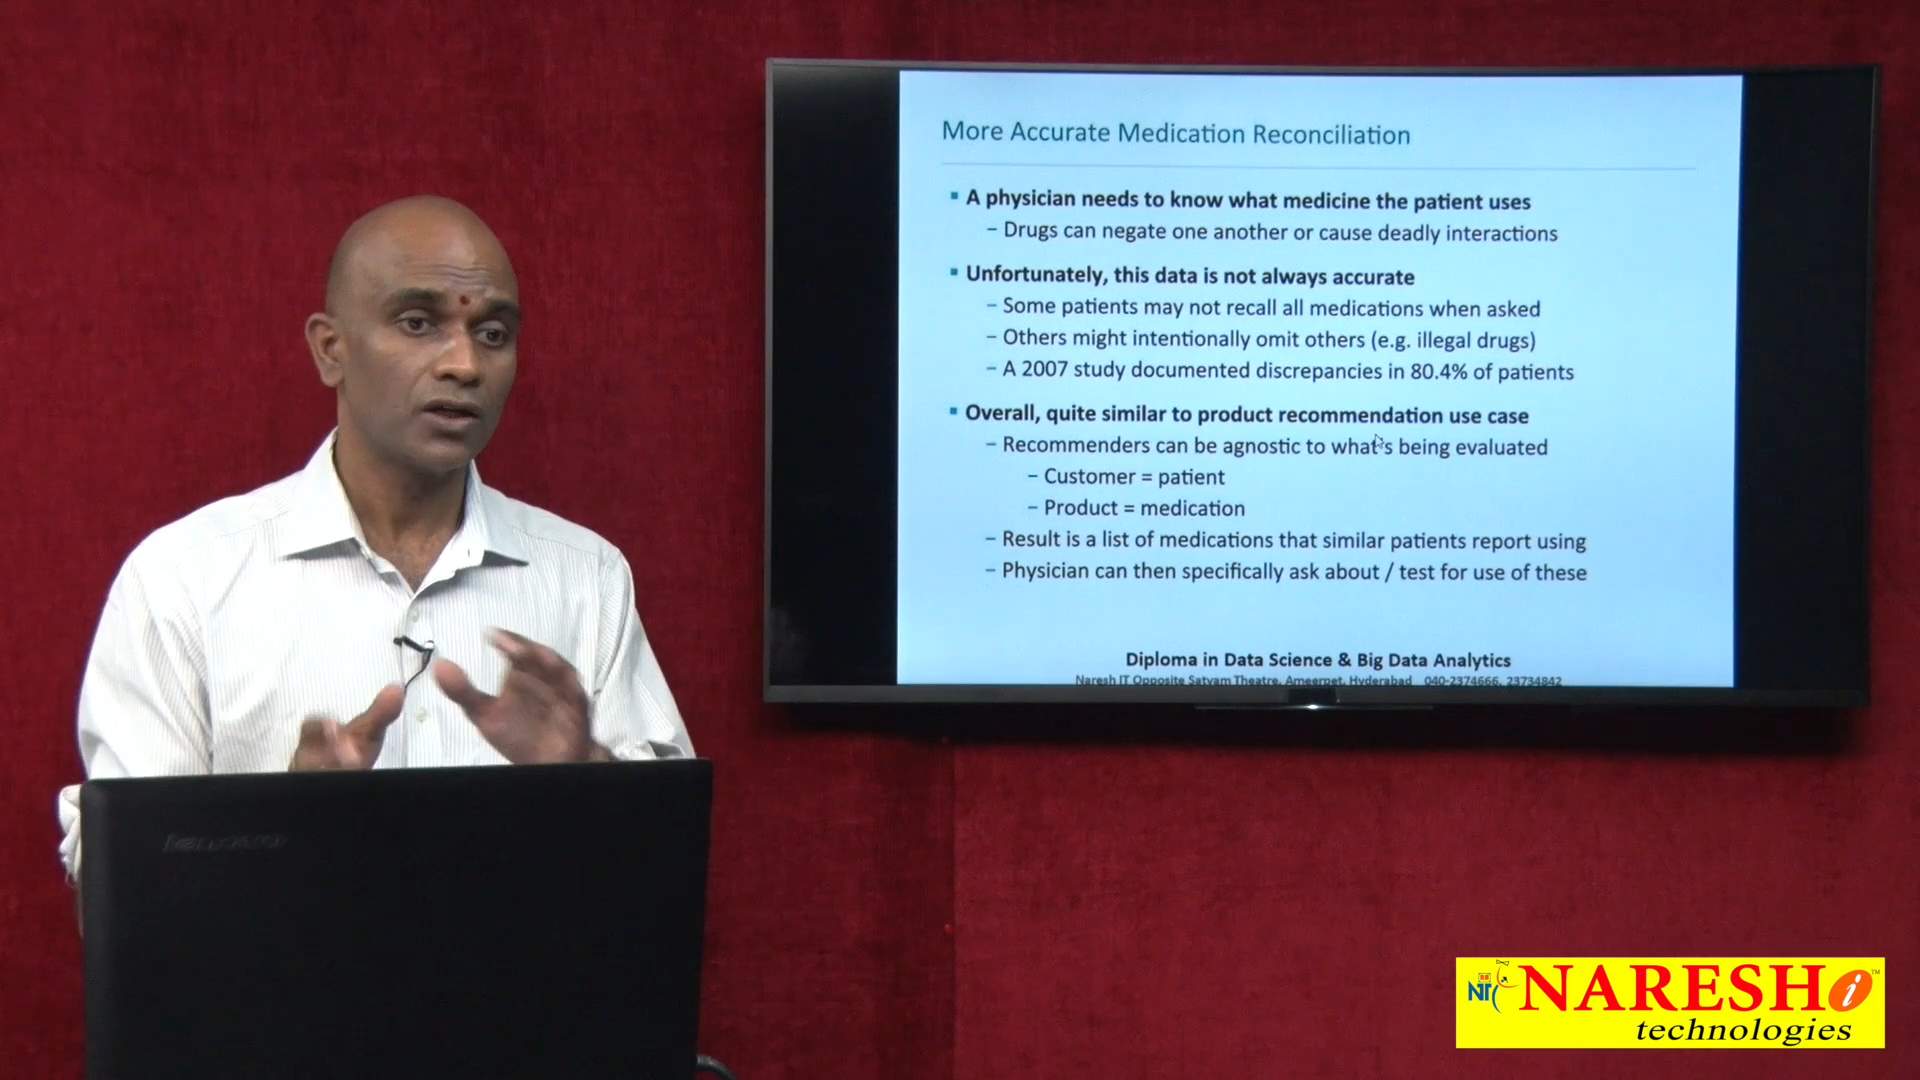 More Accurate Medication Reconciliation
▪ A physician needs to know what medicine the patient uses
– Drugs can negate one another or cause deadly interactions
▪ Unfortunately, this data is not always accurate
– Some patients may not recall all medications when asked
– Others might intentionally omit others (e.g. illegal drugs)
– A 2007 study documented discrepancies in 80.4% of patients
▪ Overall, quite similar to product recommendation use case
– Recommenders can be agnostic to what's being evaluated
– Customer = patient
– Product = medication
– Result is a list of medications that similar patients report using
– Physician can then specifically ask about / test for use of these
Diploma in Data Science & Big Data Analytics
Naresh IT Opposite Satyam Theatre, Ameerpet, Hyderabad 040-2374666, 23734842
lenovo
NARESH i ™
technologies